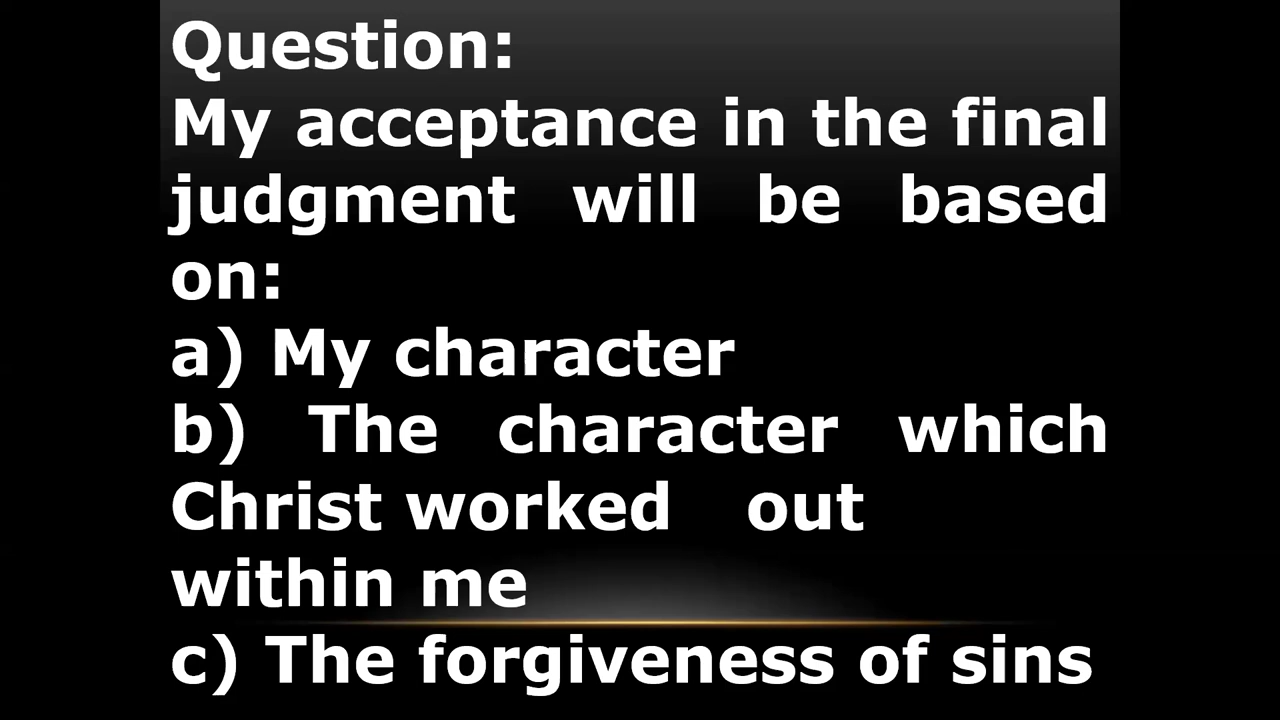 Question:
My acceptance in the final
judgment will be based
on:
a) My character
b) The character which
Christ worked out
within me
c) The forgiveness of sins